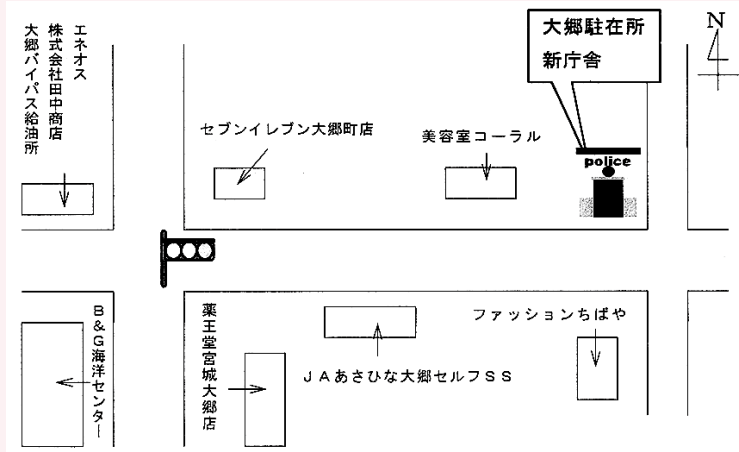 エネオス
株式会社田中商店
大郷バイパス給油所
大郷駐在所
新庁舎
N
セブンイレブン大郷町店
美容室コーラル
police
B&G海洋センター
薬王堂宮城大郷店
JAあさひな大郷セルフSS
ファッションちばや